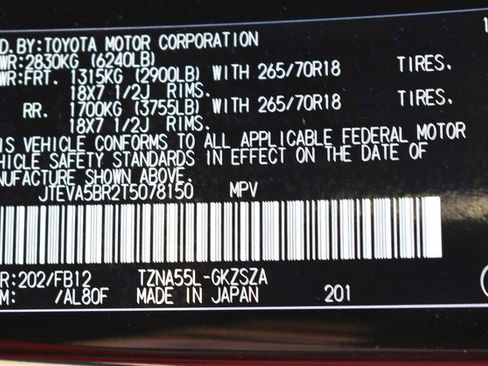 D. BY: TOYOTA MOTOR CORPORATION
WR: 2830KG (6240LB)
WR: FRT. 1315KG (2900LB) WITH 265/70R18 TIRES.
18X7 1/2J RIMS.
RR. 1700KG (3755LB) WITH 265/70R18 TIRES.
18X7 1/2J RIMS.
IS VEHICLE CONFORMS TO ALL APPLICABLE FEDERAL MOTOR
HICLE SAFETY STANDARDS IN EFFECT ON THE DATE OF
NUFACTURE SHOWN ABOVE.
JTEVA5BR2T5078150 MPV
R: 202/FB12 TZNA55L-GKZSZA
M: /AL80F MADE IN JAPAN 201